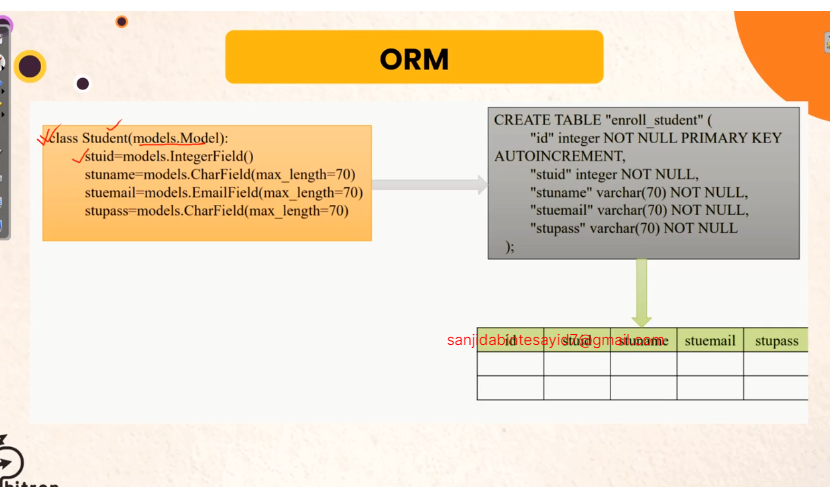 ORM
class Student(models.Model):
stuid=models.IntegerField()
stuname=models.CharField(max_length=70)
stuemail=models.EmailField(max_length=70)
stupass=models.CharField(max_length=70)
CREATE TABLE "enroll_student" (
"id" integer NOT NULL PRIMARY KEY
AUTOINCREMENT,
"stuid" integer NOT NULL,
"stuname" varchar(70) NOT NULL,
"stuemail" varchar(70) NOT NULL,
"stupass" varchar(70) NOT NULL
);
sanjidabintesayid7@gmail.com
id stuid stuname stuemail stupass